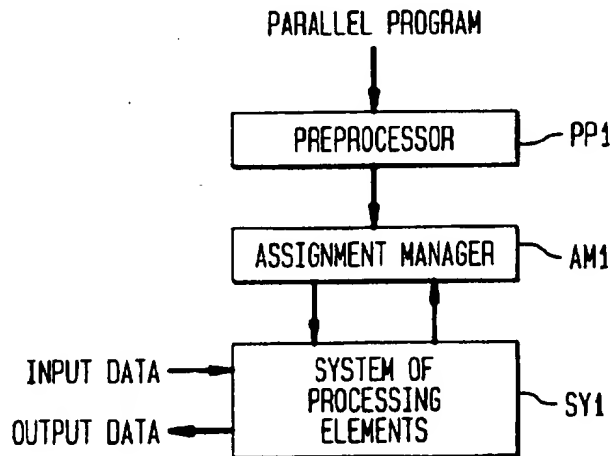 PARALLEL PROGRAM
PREPROCESSOR
PP1
ASSIGNMENT MANAGER
AM1
INPUT DATA
OUTPUT DATA
SYSTEM OF
PROCESSING
ELEMENTS
SY1